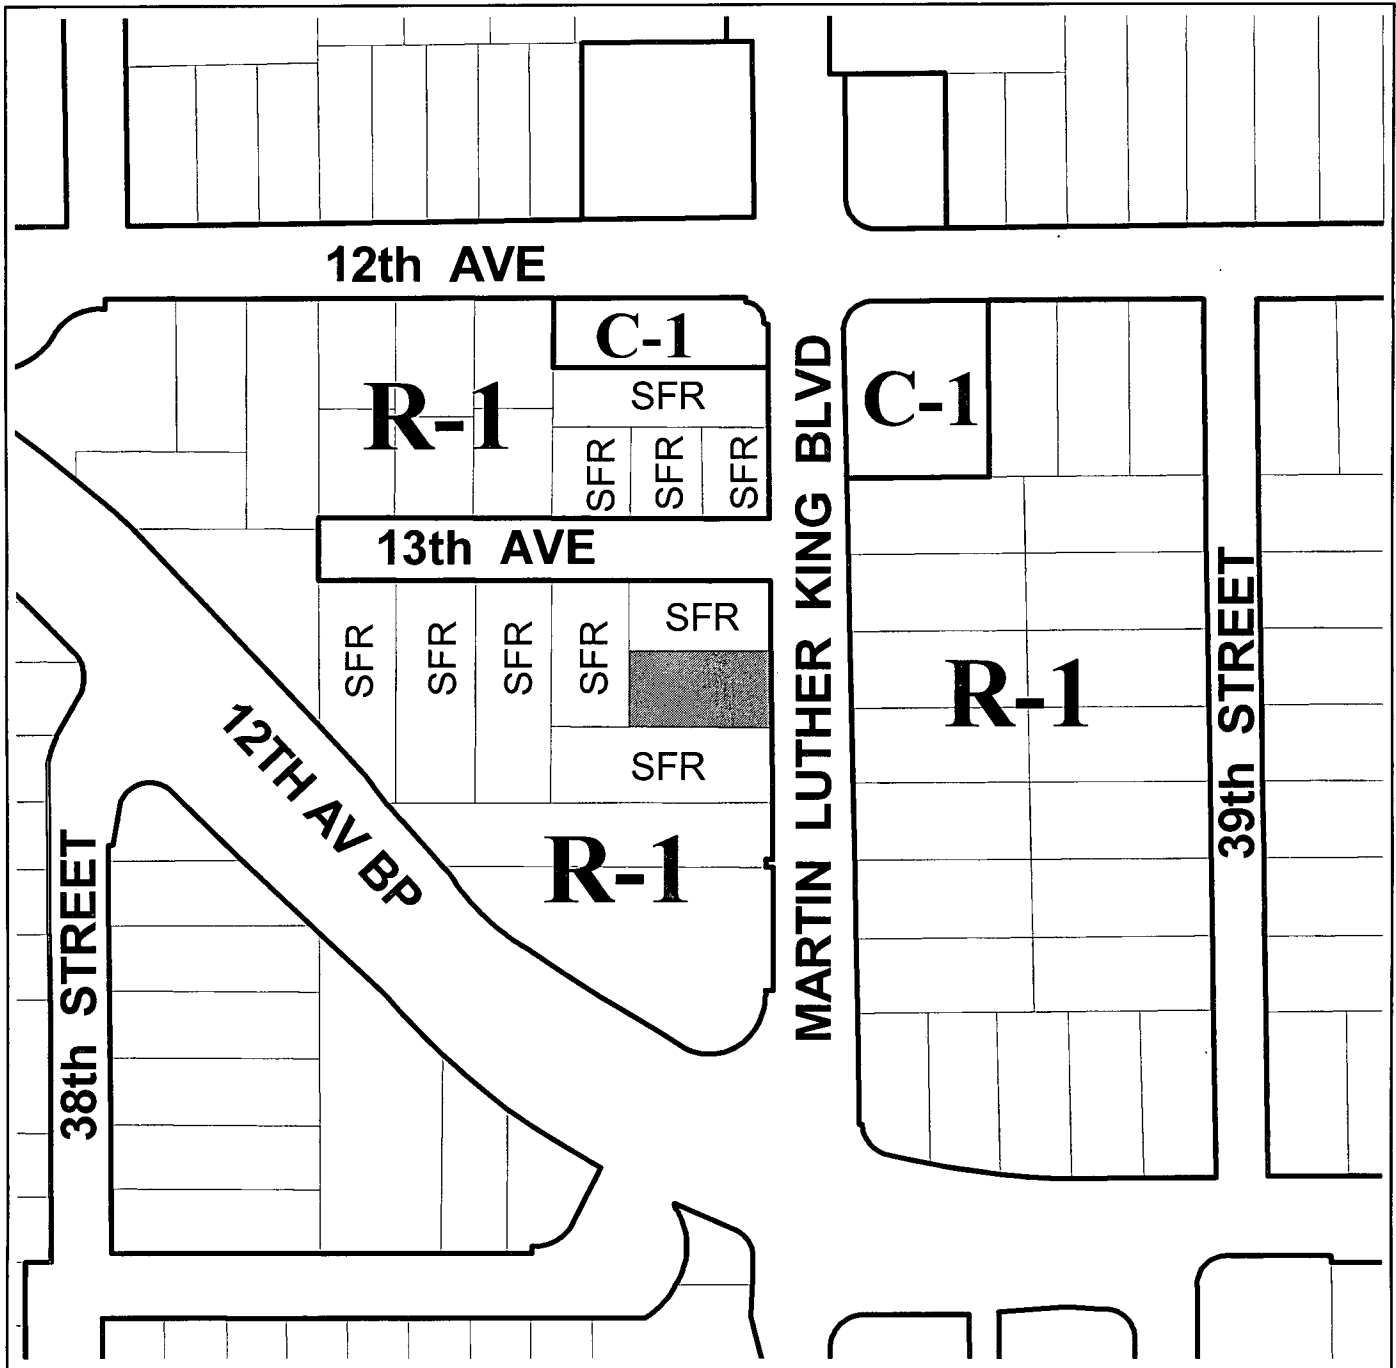 12th AVE
C-1
SFR
R-1
C-1
SFR
SFR
SFR
13th AVE
MARTIN LUTHER KING BLVD
SFR
SFR
SFR
SFR
SFR
SFR
R-1
39th STREET
12TH AV BP
R-1
38th STREET